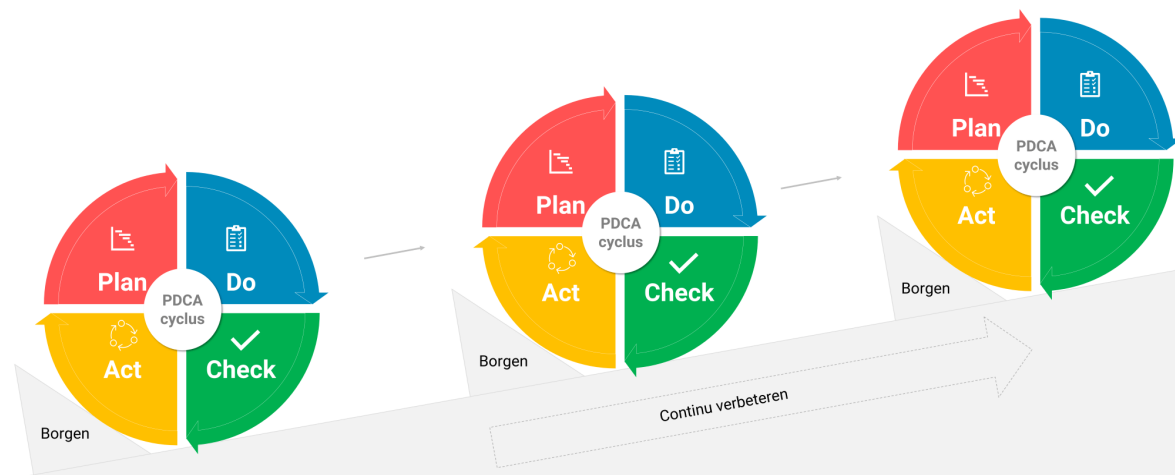 Plan
Do
PDCA
cyclus
Act
Check
Borgen
Plan
Do
PDCA
cyclus
Act
Check
Borgen
Plan
Do
PDCA
cyclus
Act
Check
Borgen
Continu verbeteren